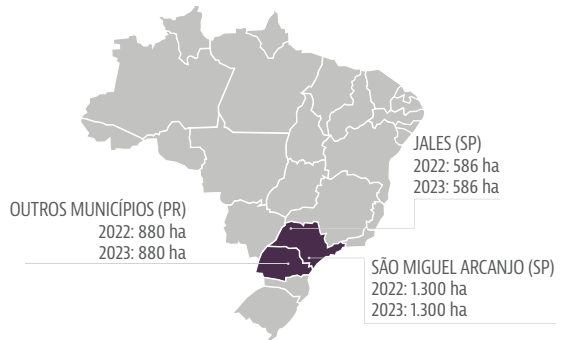 JALES (SP)
2022: 586 ha
2023: 586 ha
OUTROS MUNICÍPIOS (PR)
2022: 880 ha
2023: 880 ha
SÃO MIGUEL ARCANJO (SP)
2022: 1.300 ha
2023: 1.300 ha